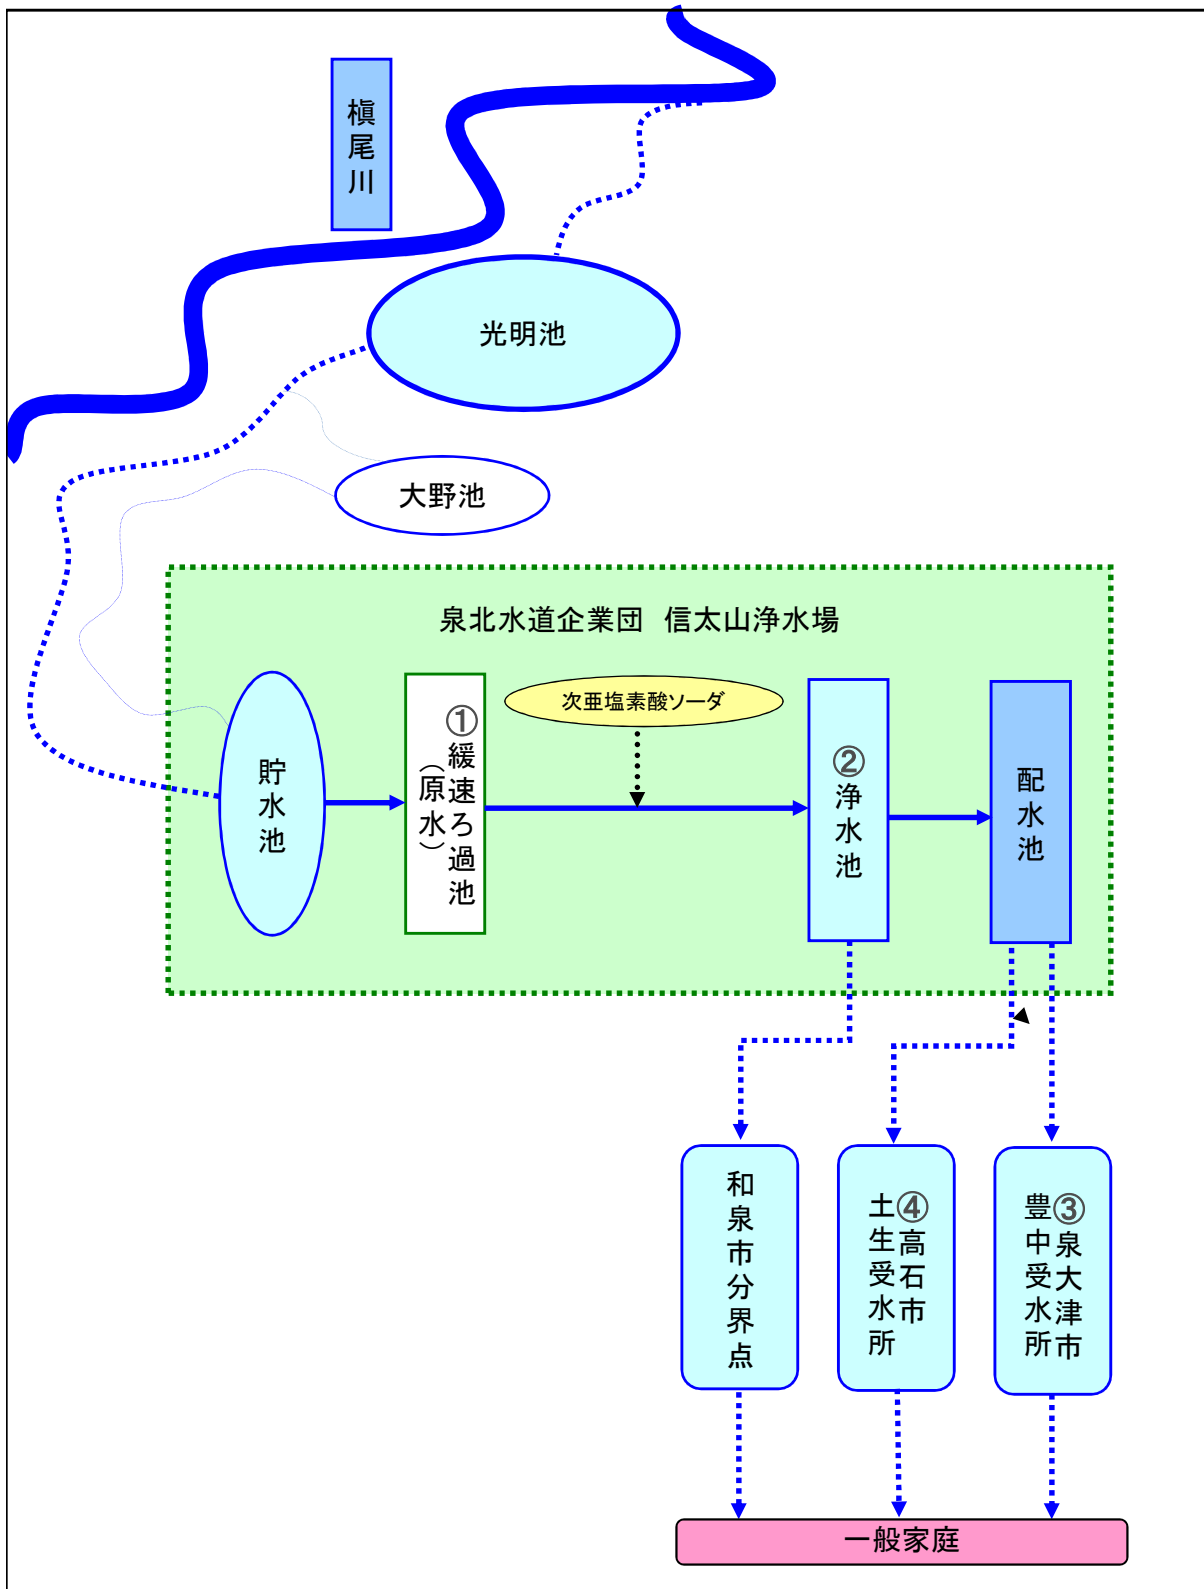 槇尾川
光明池
大野池
泉北水道企業団　信太山浄水場
次亜塩素酸ソーダ
貯水池
①緩速ろ過池
（原水）
②浄水池
配水池
和泉市分界点
④高石市
土生受水所
③泉大津市
豊中受水所
一般家庭